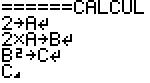 ======CALCUL
2→A↵
2×A→B↵
B²→C↵
C◢